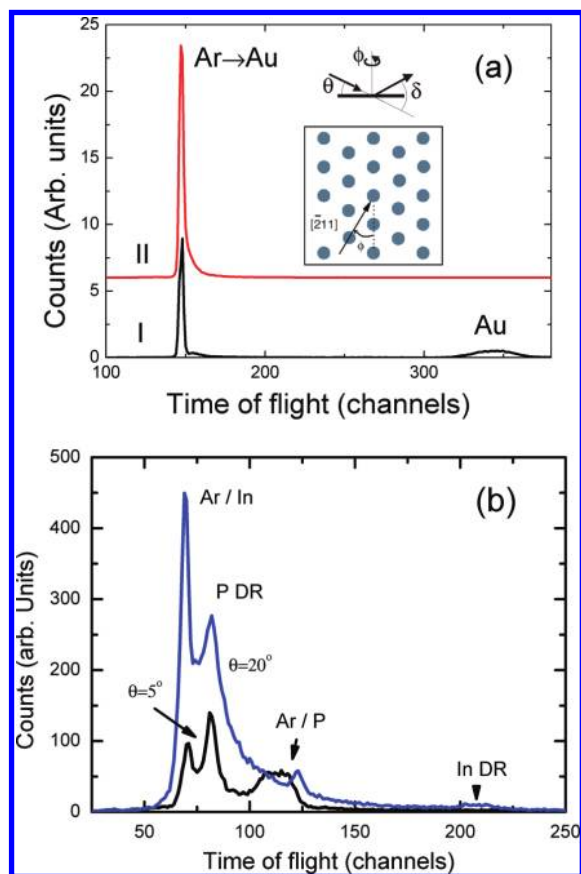 (a)
25
20
15
10
5
0
Counts (Arb. units)
Ar→Au
ϕ
θ
δ
[2̄11]
ϕ
II
I
Au
100
200
300
Time of flight (channels)
(b)
500
400
300
200
100
0
Counts (arb. Units)
Ar / In
P DR
θ=20°
θ=5°
Ar / P
In DR
50
100
150
200
250
Time of flight (channels)